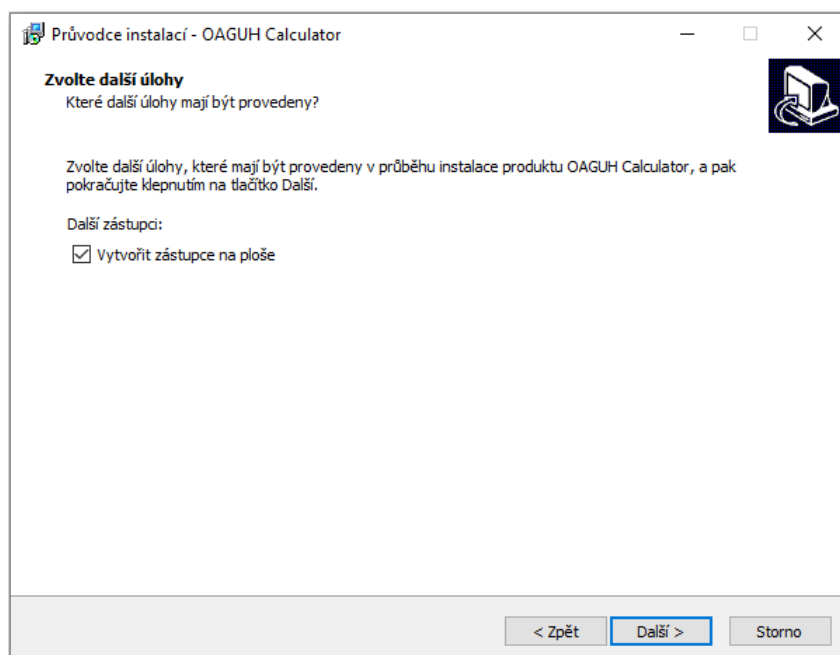 Průvodce instalací - OAGUH Calculator
Zvolte další úlohy
Které další úlohy mají být provedeny?
Zvolte další úlohy, které mají být provedeny v průběhu instalace produktu OAGUH Calculator, a pak
pokračujte klepnutím na tlačítko Další.
Další zástupci:
Vytvořit zástupce na ploše
< Zpět
Další >
Storno